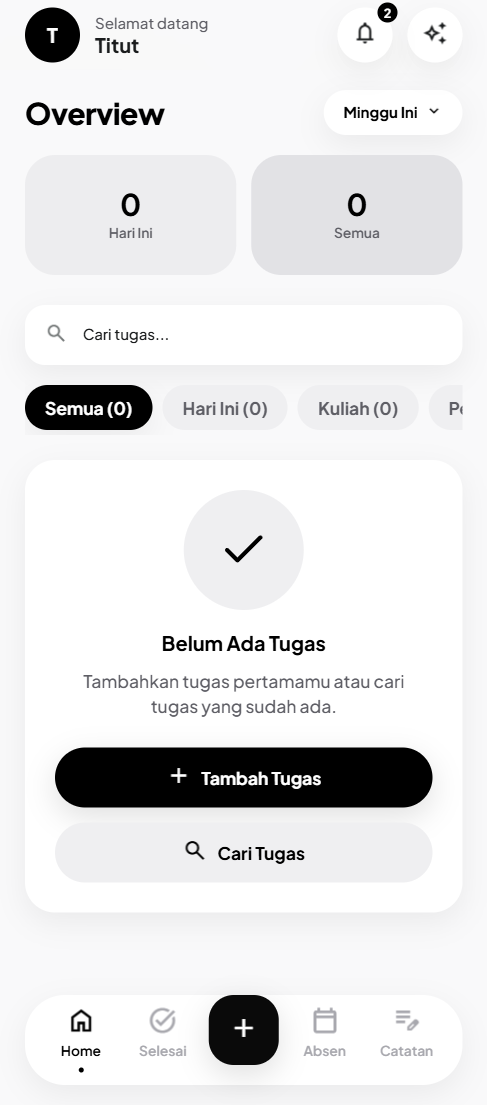 T
Selamat datang
Titut
2
Overview
Minggu Ini
0
Hari Ini
0
Semua
Cari tugas...
Semua (0)
Hari Ini (0)
Kuliah (0)
Belum Ada Tugas
Tambahkan tugas pertamamu atau cari
tugas yang sudah ada.
+ Tambah Tugas
Cari Tugas
+
Home
Selesai
Absen
Catatan